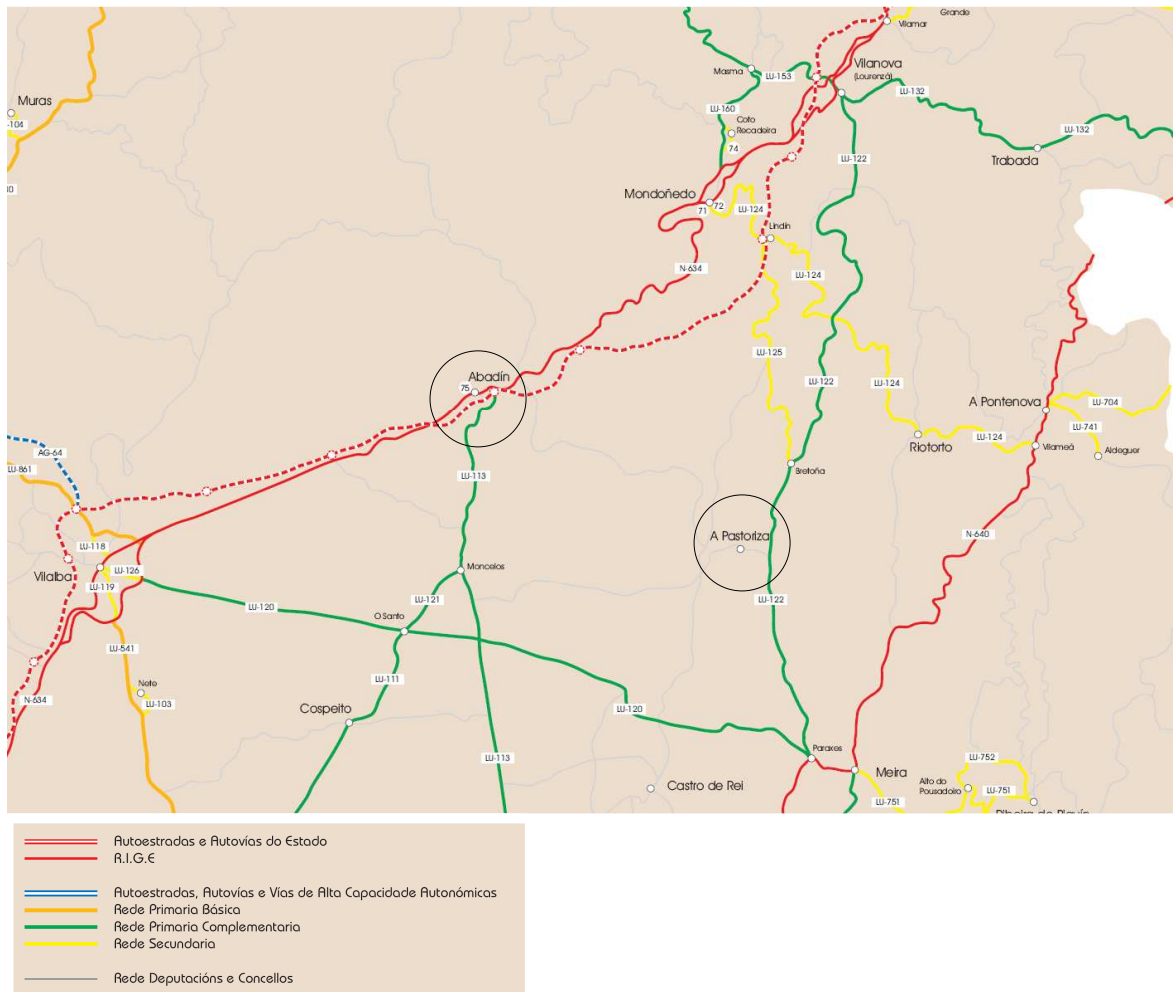 Grando
Vilamar
Vilanova
(Lourenzá)
Masma
LU-153
LU-132
Muras
-104
LU-160
Coto
Recadeira
74
LU-132
LU-122
Trabada
Mondoñedo
71
72
LU-124
Lindín
N-634
LU-124
LU-125
LU-122
LU-124
Abadín
75
A Pontenova
LU-704
LU-741
Riotorto
LU-124
Vilameá
Aldeguer
AG-64
LU-861
LU-113
Bretoña
A Pastoriza
N-640
LU-118
Vilalba
LU-126
LU-119
Moncelos
LU-121
LU-120
O Santo
LU-122
LU-541
LU-111
Neto
LU-103
N-634
Cospeito
LU-120
LU-113
Paraxes
Meira
Castro de Rei
LU-752
Alto do
Pousadoiro
LU-751
LU-751
Autoestradas e Autovías do Estado
R.I.G.E
Autoestradas, Autovías e Vías de Alta Capacidade Autonómicas
Rede Primaria Básica
Rede Primaria Complementaria
Rede Secundaria
Rede Deputacións e Concellos